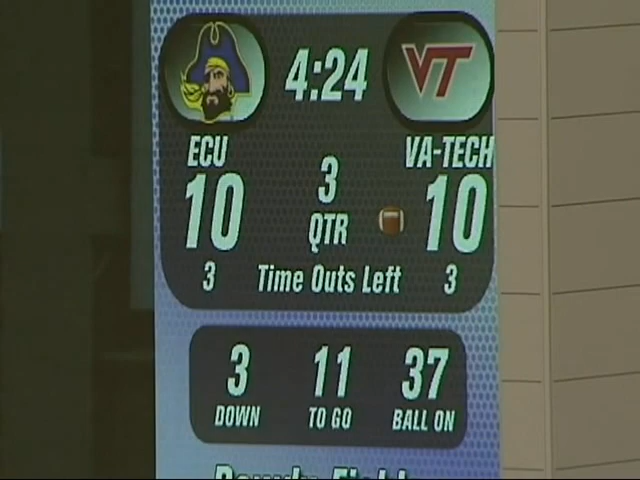 VT
4:24
ECU VA-TECH
10 3 10
QTR
3 Time Outs Left 3
3 11 37
DOWN TO GO BALL ON